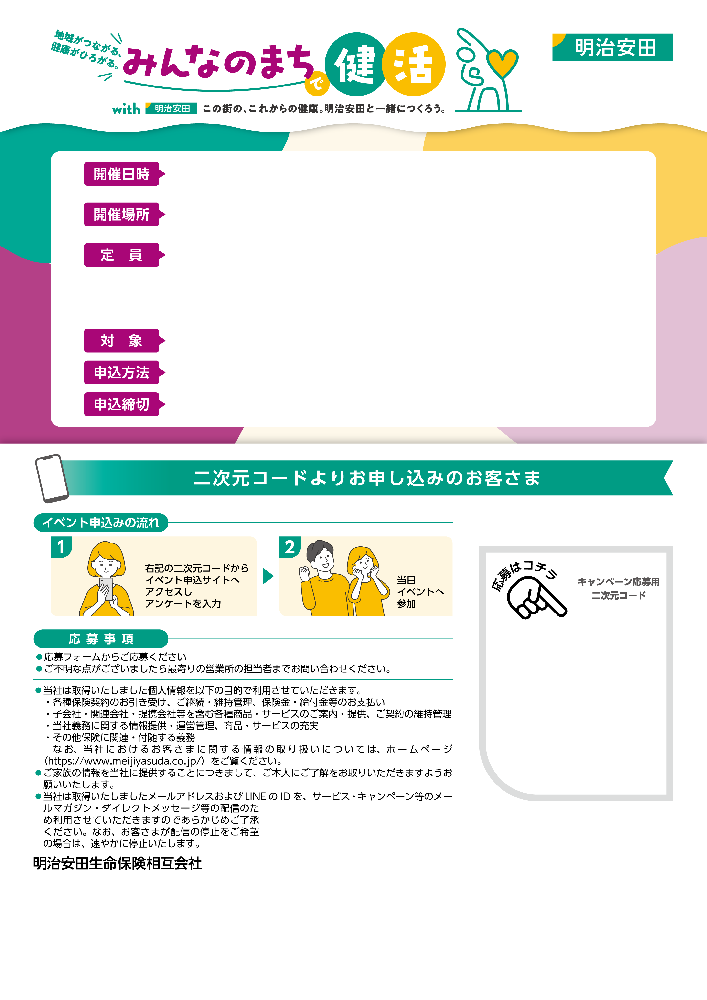 地域がつながる、
健康がひろがる。
みんなのまちで健活
明治安田
with 明治安田 この街の、これからの健康。明治安田と一緒につくろう。
開催日時
開催場所
定　員
対　象
申込方法
申込締切
二次元コードよりお申し込みのお客さま
イベント申込みの流れ
1
右記の二次元コードから
イベント申込サイトへ
アクセスし
アンケートを入力
2
当日
イベントへ
参加
応募はコチラ
キャンペーン応募用
二次元コード
応募事項
●応募フォームからご応募ください
●ご不明な点がございましたら最寄りの営業所の担当者までお問い合わせください。
●当社は取得いたしました個人情報を以下の目的で利用させていただきます。
・各種保険契約のお引き受け、ご継続・維持管理、保険金・給付金等のお支払い
・子会社・関連会社・提携会社等を含む各種商品・サービスのご案内・提供、ご契約の維持管理
・当社義務に関する情報提供・運営管理、商品・サービスの充実
・その他保険に関連・付随する義務
なお、当社におけるお客さまに関する情報の取り扱いについては、ホームページ
（https://www.meijiyasuda.co.jp/）をご覧ください。
●ご家族の情報を当社に提供することにつきまして、ご本人にご了解をお取りいただきますようお
願いいたします。
●当社は取得いたしましたメールアドレスおよび LINE の ID を、サービス・キャンペーン等のメー
ルマガジン・ダイレクトメッセージ等の配信のた
め利用させていただきますのであらかじめご了承
ください。なお、お客さまが配信の停止をご希望
の場合は、速やかに停止いたします。
明治安田生命保険相互会社